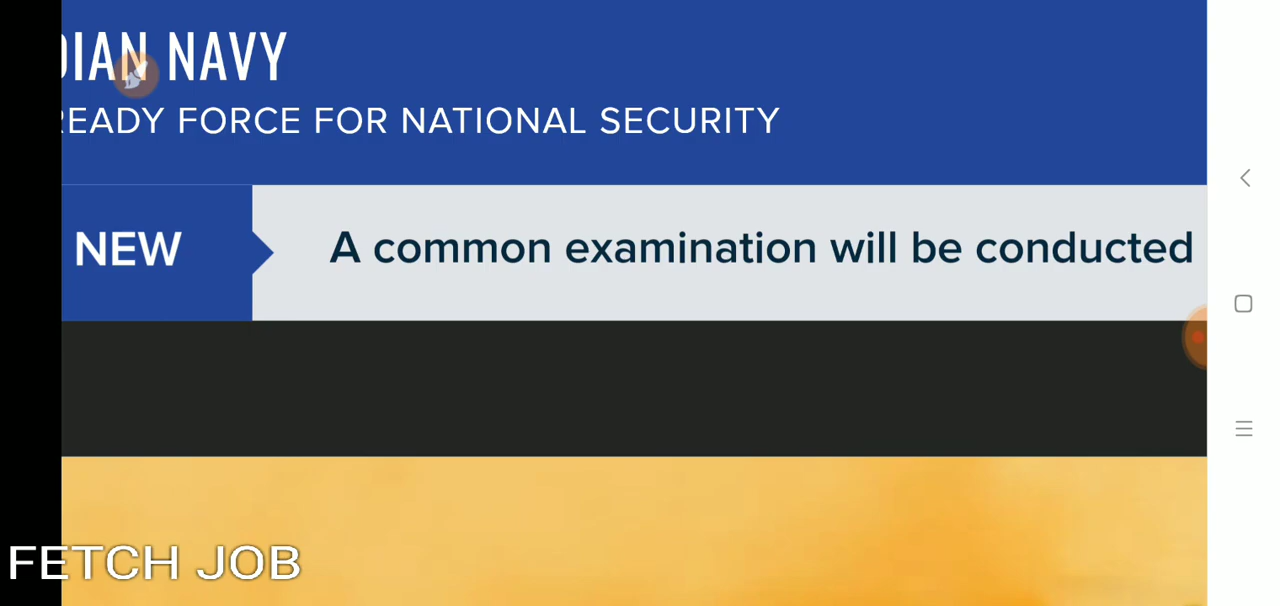 DIAN NAVY
READY FORCE FOR NATIONAL SECURITY
NEW
A common examination will be conducted
FETCH JOB